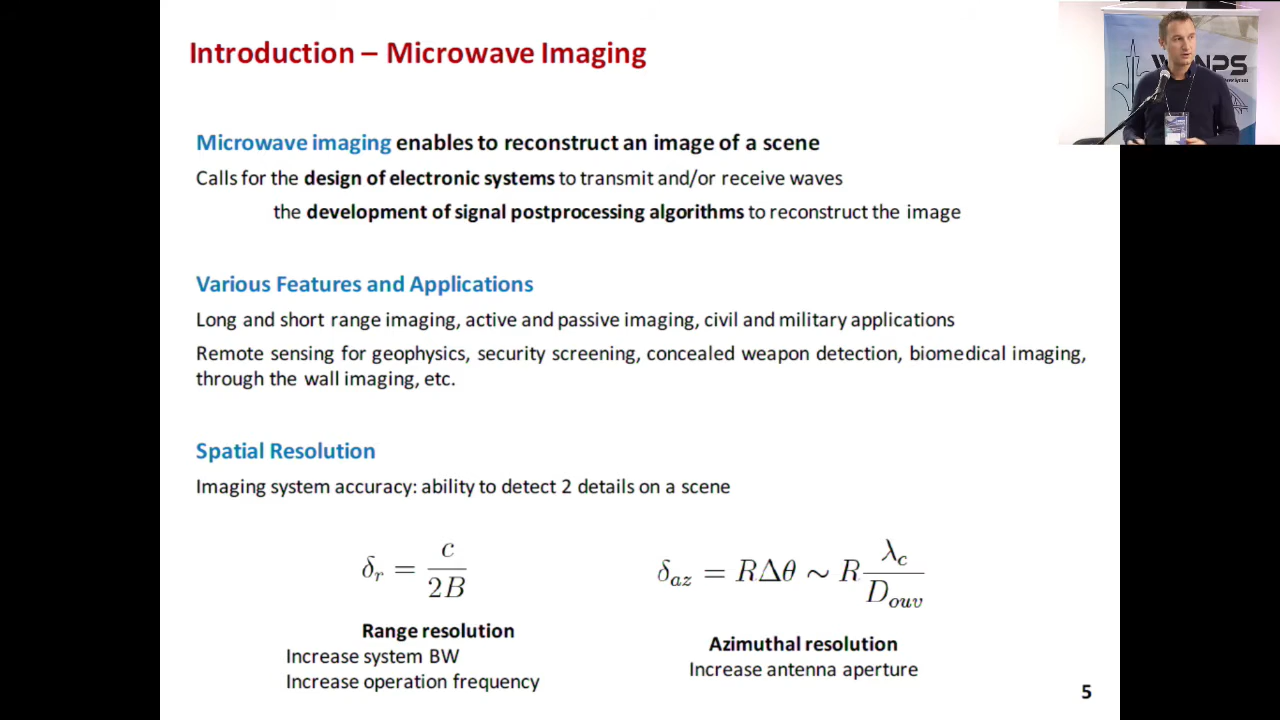 Introduction – Microwave Imaging
Microwave imaging enables to reconstruct an image of a scene
Calls for the design of electronic systems to transmit and/or receive waves
the development of signal postprocessing algorithms to reconstruct the image
Various Features and Applications
Long and short range imaging, active and passive imaging, civil and military applications
Remote sensing for geophysics, security screening, concealed weapon detection, biomedical imaging,
through the wall imaging, etc.
Spatial Resolution
Imaging system accuracy: ability to detect 2 details on a scene
δ_r = c / 2B
δ_az = RΔθ ∼ R λ_c / D_ouv
Range resolution
Increase system BW
Increase operation frequency
Azimuthal resolution
Increase antenna aperture
5